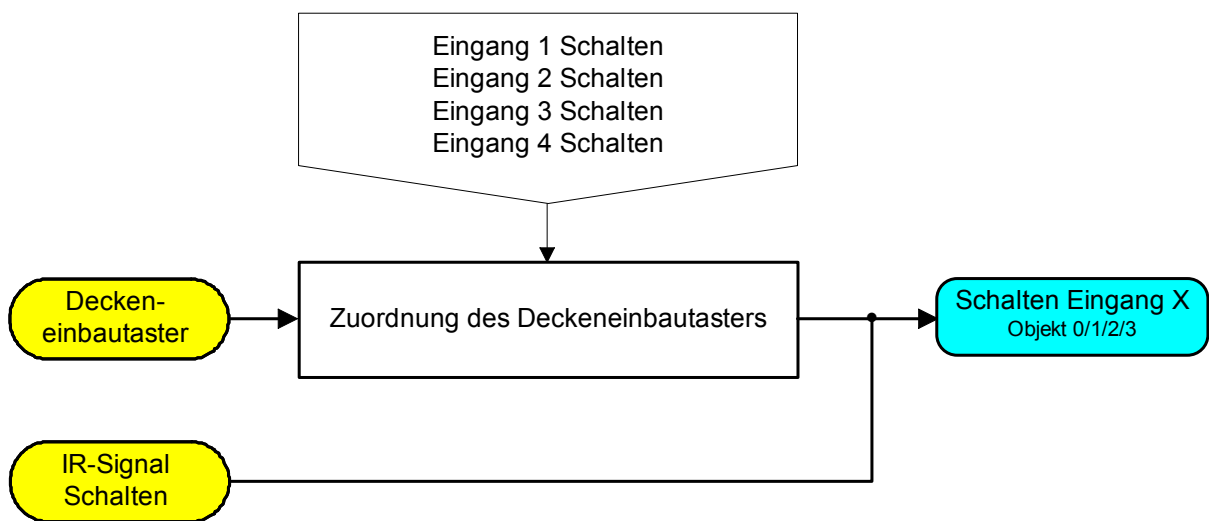 Eingang 1 Schalten
Eingang 2 Schalten
Eingang 3 Schalten
Eingang 4 Schalten
Decken-
einbautaster
Zuordnung des Deckeneinbautasters
Schalten Eingang X
Objekt 0/1/2/3
IR-Signal
Schalten